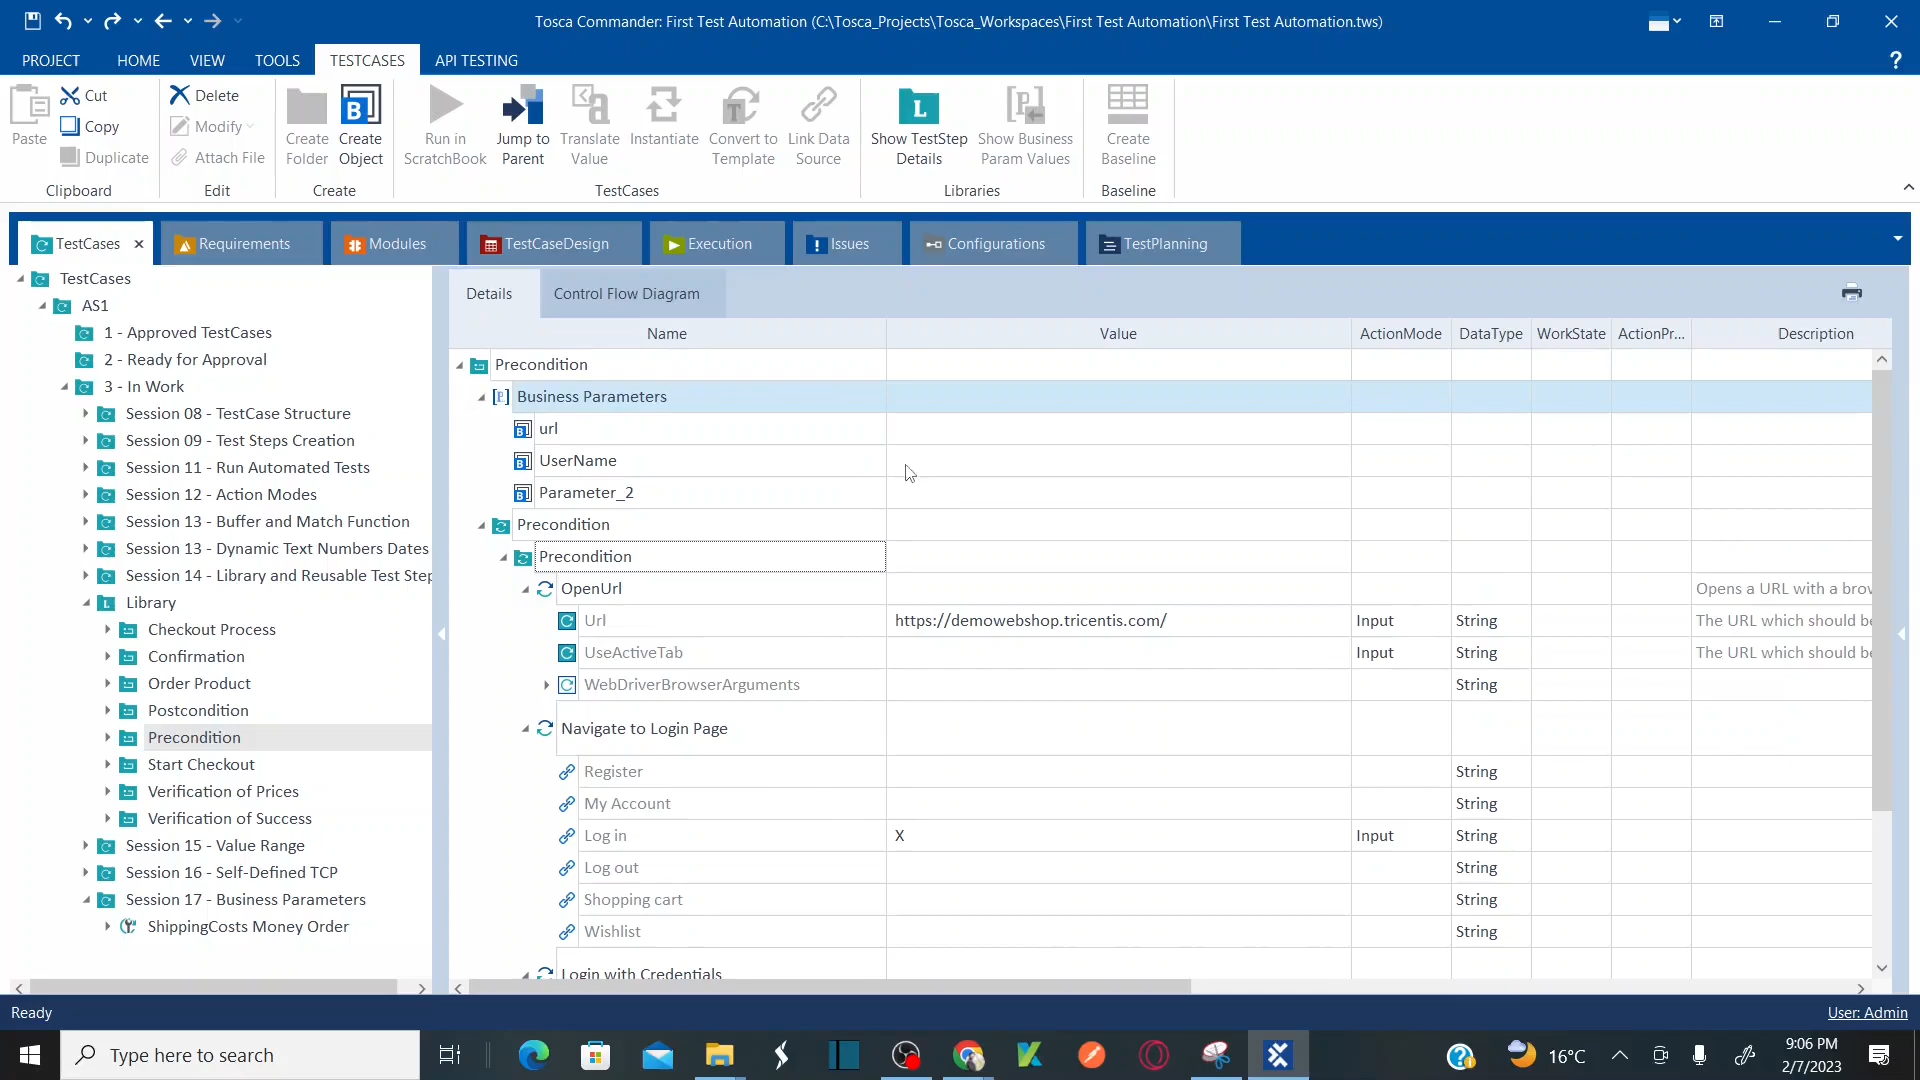 Tosca Commander: First Test Automation (C:\Tosca_Projects\Tosca_Workspaces\First Test Automation\First Test Automation.tws)
PROJECT HOME VIEW TOOLS TESTCASES API TESTING ?
Paste
Cut
Copy
Duplicate
Clipboard
Delete
Modify
Attach File
Edit
Create Folder
Create Object
Create
Run in ScratchBook
Jump to Parent
Translate Value
Instantiate
Convert to Template
Link Data Source
TestCases
Show TestStep Details
Show Business Param Values
Libraries
Create Baseline
Baseline
TestCases Requirements Modules TestCaseDesign Execution Issues Configurations TestPlanning
TestCases
AS1
1 - Approved TestCases
2 - Ready for Approval
3 - In Work
Session 08 - TestCase Structure
Session 09 - Test Steps Creation
Session 11 - Run Automated Tests
Session 12 - Action Modes
Session 13 - Buffer and Match Function
Session 13 - Dynamic Text Numbers Dates
Session 14 - Library and Reusable Test Step
Library
Checkout Process
Confirmation
Order Product
Postcondition
Precondition
Start Checkout
Verification of Prices
Verification of Success
Session 15 - Value Range
Session 16 - Self-Defined TCP
Session 17 - Business Parameters
ShippingCosts Money Order
Details Control Flow Diagram
Name Value ActionMode DataType WorkState ActionPr... Description
Precondition
Business Parameters
url
UserName
Parameter_2
Precondition
Precondition
OpenUrl Opens a URL with a brow
Url https://demowebshop.tricentis.com/ Input String The URL which should be
UseActiveTab Input String The URL which should be
WebDriverBrowserArguments String
Navigate to Login Page
Register String
My Account String
Log in X Input String
Log out String
Shopping cart String
Wishlist String
Login with Credentials
Ready User: Admin
Type here to search
16°C
9:06 PM
2/7/2023